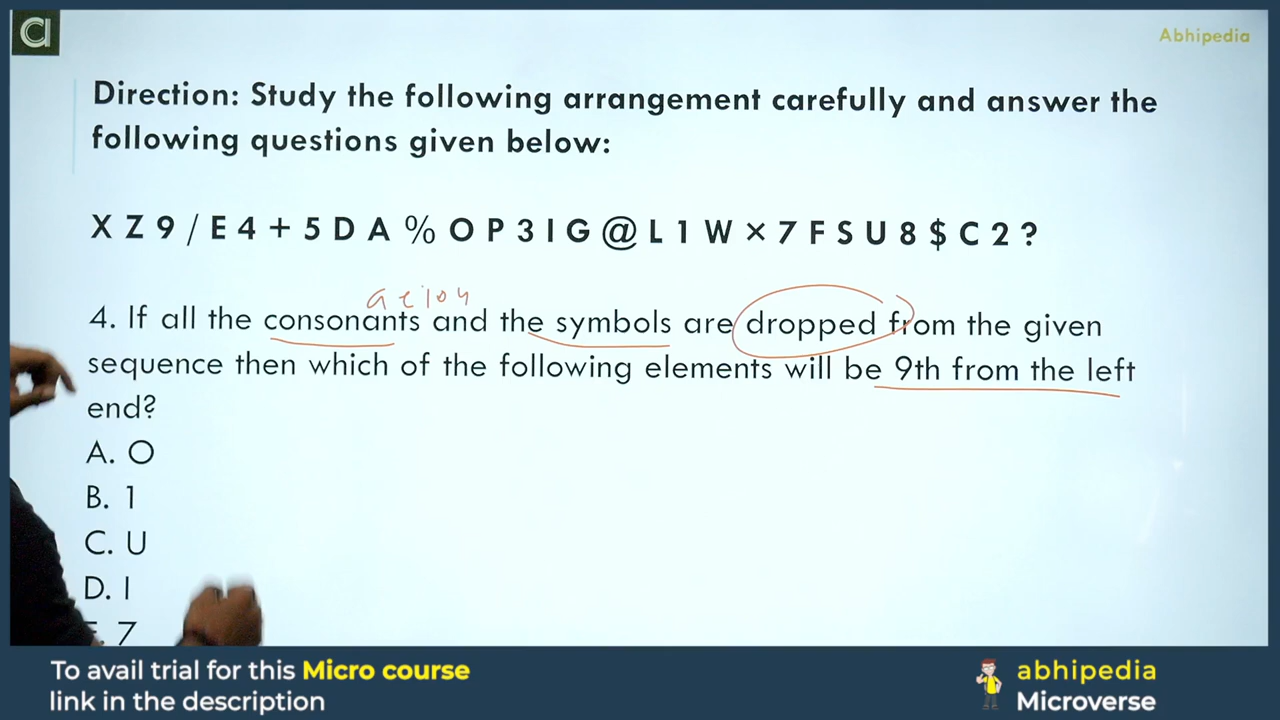 a
Abhipedia
Direction: Study the following arrangement carefully and answer the
following questions given below:
X Z 9 / E 4 + 5 D A % O P 3 I G @ L 1 W × 7 F S U 8 $ C 2 ?
a e i o u
4. If all the consonants and the symbols are dropped from the given
sequence then which of the following elements will be 9th from the left
end?
A. O
B. 1
C. U
D. I
7
To avail trial for this Micro course
link in the description
abhipedia
Microverse